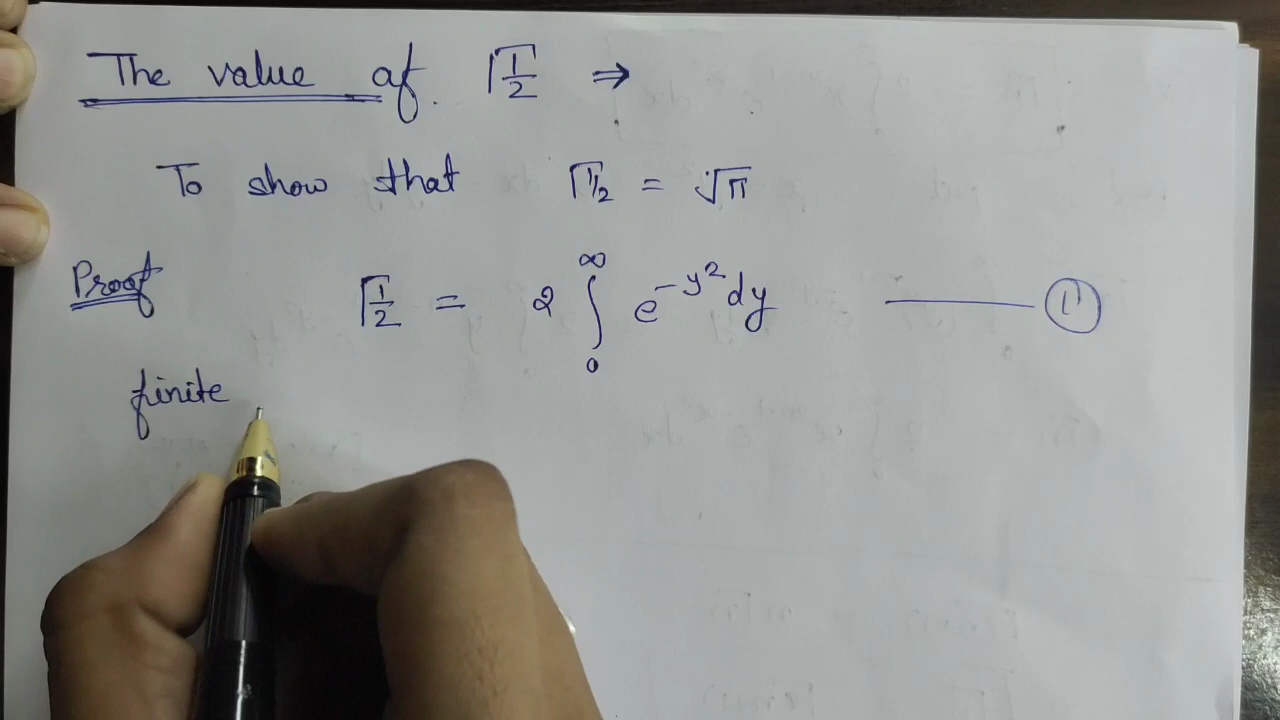 The value of Γ1/2 ⇒
To show that Γ1/2 = √π
Proof Γ1/2 = 2 ∫₀^∞ e^(-y²) dy ——— (1)
finite